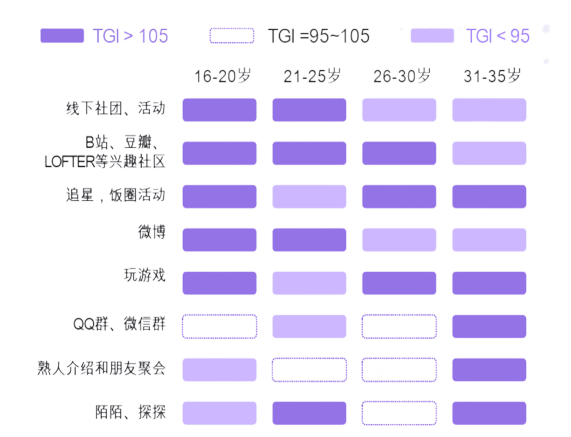 TGI > 105 TGI =95~105 TGI < 95
16-20岁 21-25岁 26-30岁 31-35岁
线下社团、活动
B站、豆瓣、
LOFTER等兴趣社区
追星，饭圈活动
微博
玩游戏
QQ群、微信群
熟人介绍和朋友聚会
陌陌、探探